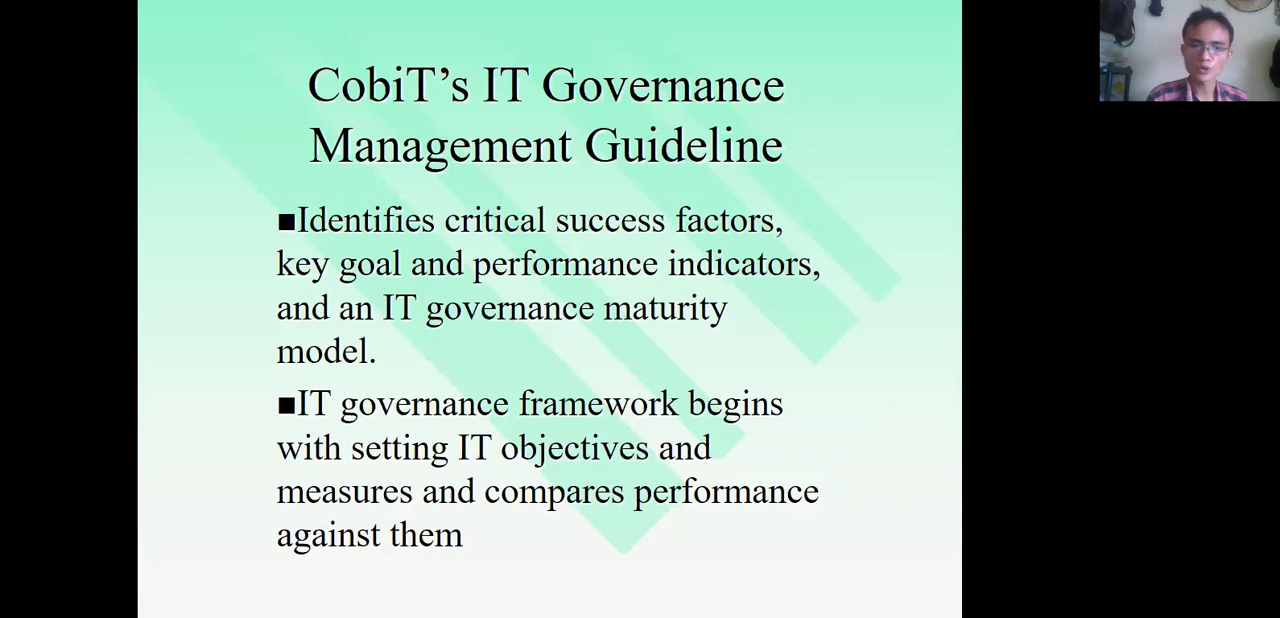 CobiT’s IT Governance
Management Guideline
■Identifies critical success factors,
key goal and performance indicators,
and an IT governance maturity
model.
■IT governance framework begins
with setting IT objectives and
measures and compares performance
against them